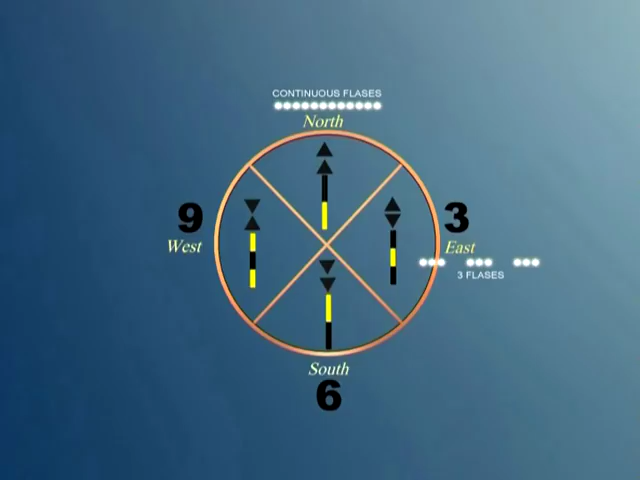 CONTINUOUS FLASES
North
9
3
West
East
3 FLASES
South
6